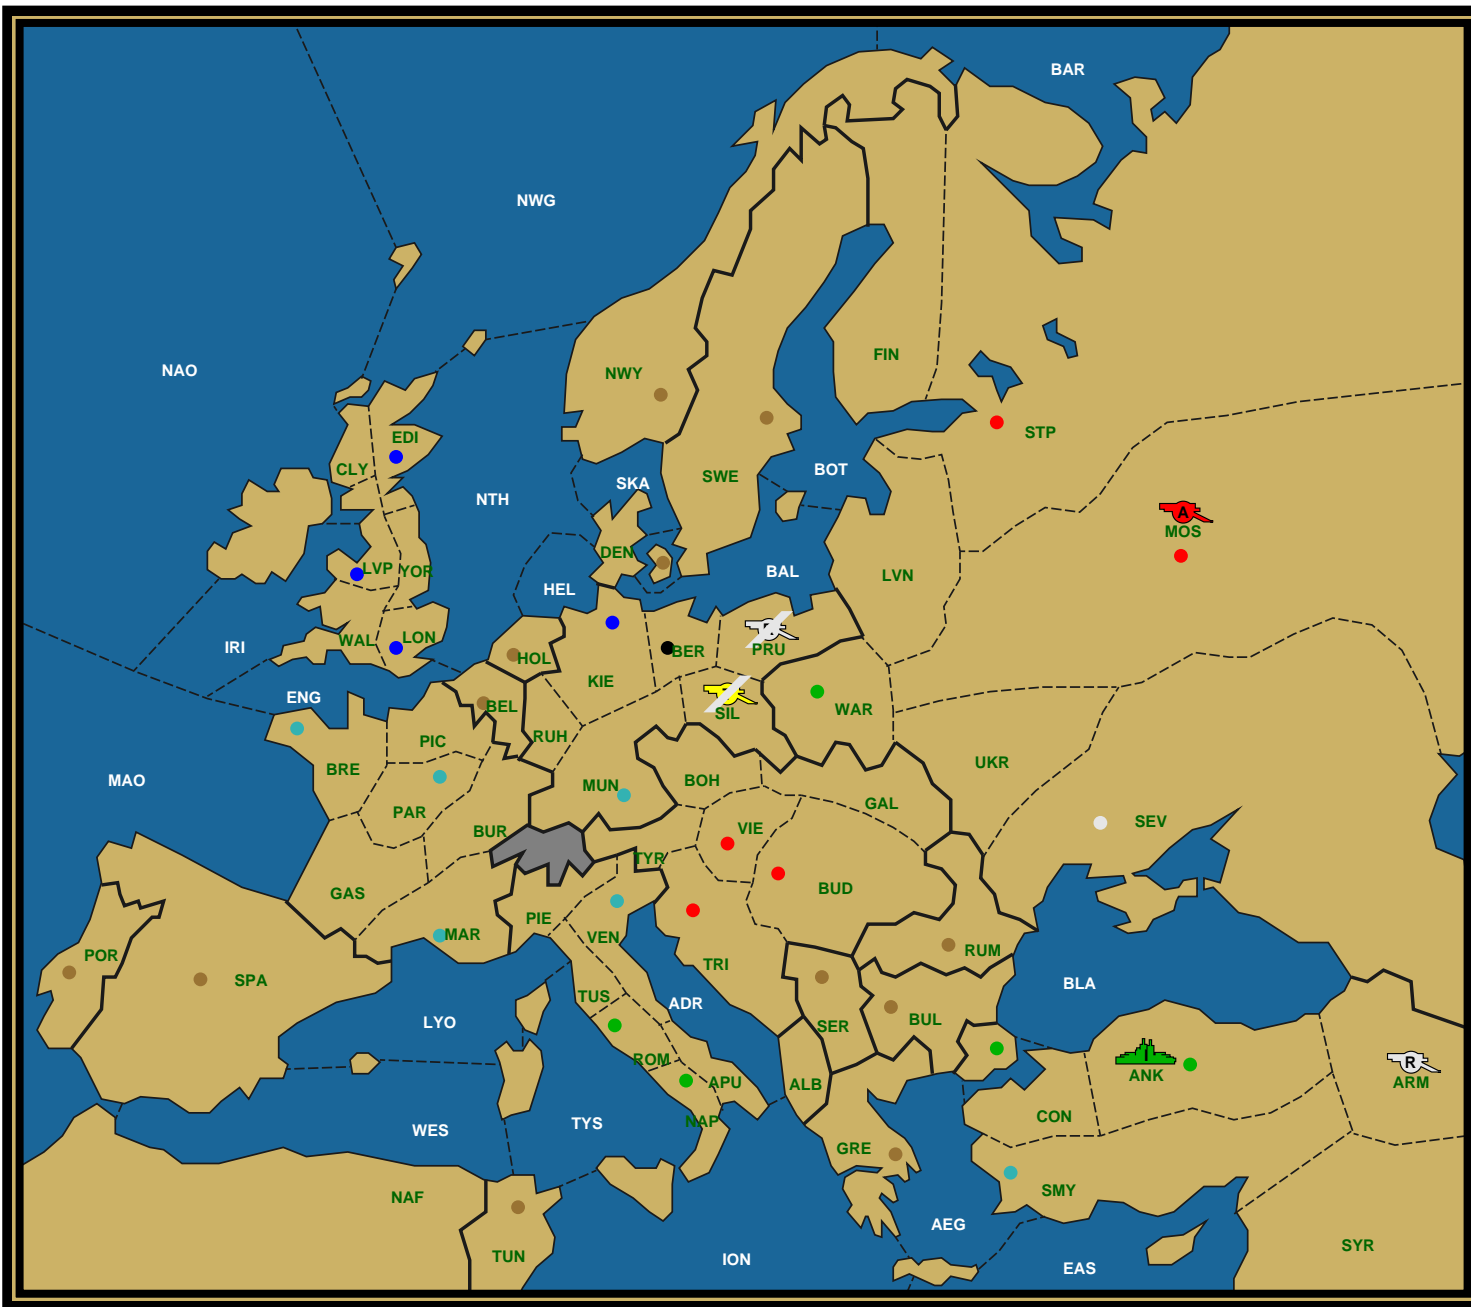 BAR
NWG
NAO
FIN
NWY
EDI
STP
CLY
SWE
BOT
SKA
NTH
A
MOS
DEN
LVP
YOR
BAL
LVN
HEL
WAL
LON
IRI
PRU
BER
HOL
KIE
ENG
BEL
SIL
WAR
PIC
RUH
UKR
BRE
MAO
MUN
BOH
GAL
PAR
SEV
BUR
VIE
TYR
BUD
GAS
PIE
MAR
VEN
RUM
POR
SPA
TRI
BLA
TUS
ADR
LYO
BUL
SER
ROM
R
ANK
ARM
APU
ALB
CON
NAP
TYS
WES
GRE
SMY
NAF
AEG
SYR
TUN
ION
EAS